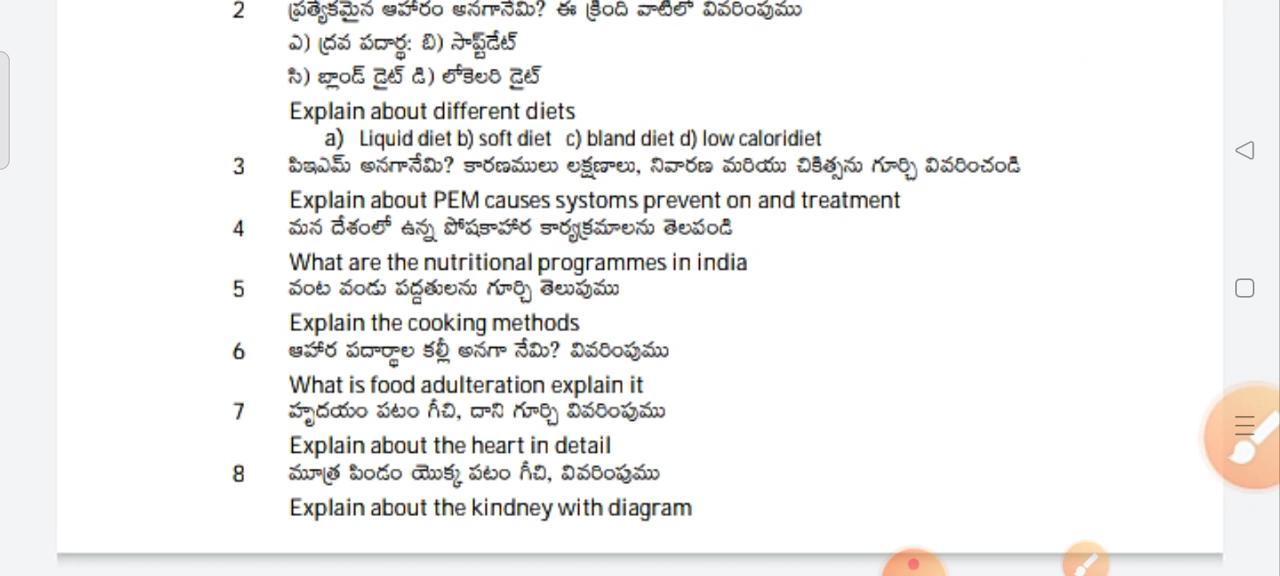 2 ప్రత్యేకమైన ఆహారం అనగానేమి? ఈ క్రింది వాటిలో వివరింపుము
ఎ) ద్రవ పదార్థ: బి) సాఫ్ట్‌డేట్
సి) బ్లాండ్ డైట్ డి) లోకెలరి డైట్
Explain about different diets
a) Liquid diet b) soft diet c) bland diet d) low caloridiet
3 పిఇఎమ్ అనగానేమి? కారణములు లక్షణాలు, నివారణ మరియు చికిత్సను గూర్చి వివరించండి
Explain about PEM causes systoms prevent on and treatment
4 మన దేశంలో ఉన్న పోషకాహార కార్యక్రమాలను తెలపండి
What are the nutritional programmes in india
5 వంట వండు పద్దతులను గూర్చి తెలుపుము
Explain the cooking methods
6 ఆహార పదార్థాల కల్తీ అనగా నేమి? వివరింపుము
What is food adulteration explain it
7 హృదయం పటం గీచి, దాని గూర్చి వివరింపుము
Explain about the heart in detail
8 మూత్ర పిండం యొక్క పటం గీచి, వివరింపుము
Explain about the kindney with diagram